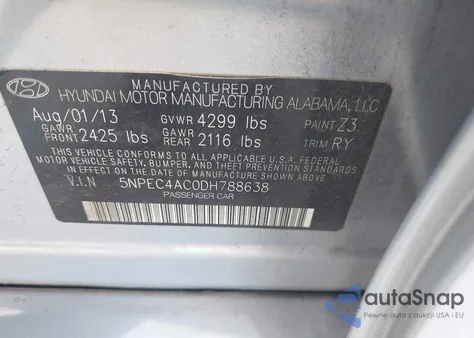 MANUFACTURED BY
HYUNDAI MOTOR MANUFACTURING ALABAMA, LLC
Aug/01/13 GVWR 4299 lbs PAINT Z3
GAWR FRONT 2425 lbs GAWR REAR 2116 lbs TRIM RY
THIS VEHICLE CONFORMS TO ALL APPLICABLE U.S.A. FEDERAL
MOTOR VEHICLE SAFETY, BUMPER, AND THEFT PREVENTION STANDARDS
IN EFFECT ON THE DATE OF MANUFACTURE SHOWN ABOVE.
V.I.N 5NPEC4AC0DH788638
PASSENGER CAR
autoSnap
Pewne auta z aukcji USA i EU